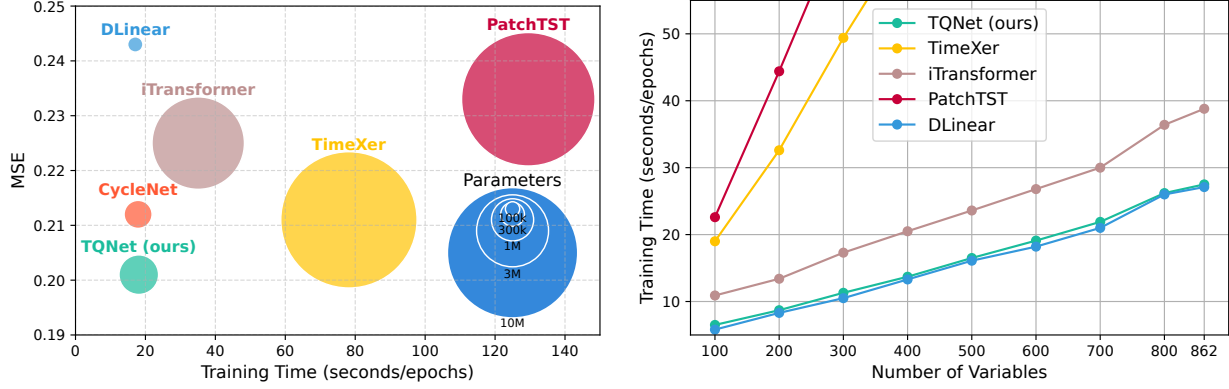 0.25
0.24
0.23
0.22
0.21
0.20
0.19
MSE
0 20 40 60 80 100 120 140
Training Time (seconds/epochs)
DLinear
PatchTST
iTransformer
TimeXer
CycleNet
TQNet (ours)
Parameters
100k
300k
1M
3M
10M
50
40
30
20
10
Training Time (seconds/epochs)
100 200 300 400 500 600 700 800 862
Number of Variables
TQNet (ours)
TimeXer
iTransformer
PatchTST
DLinear